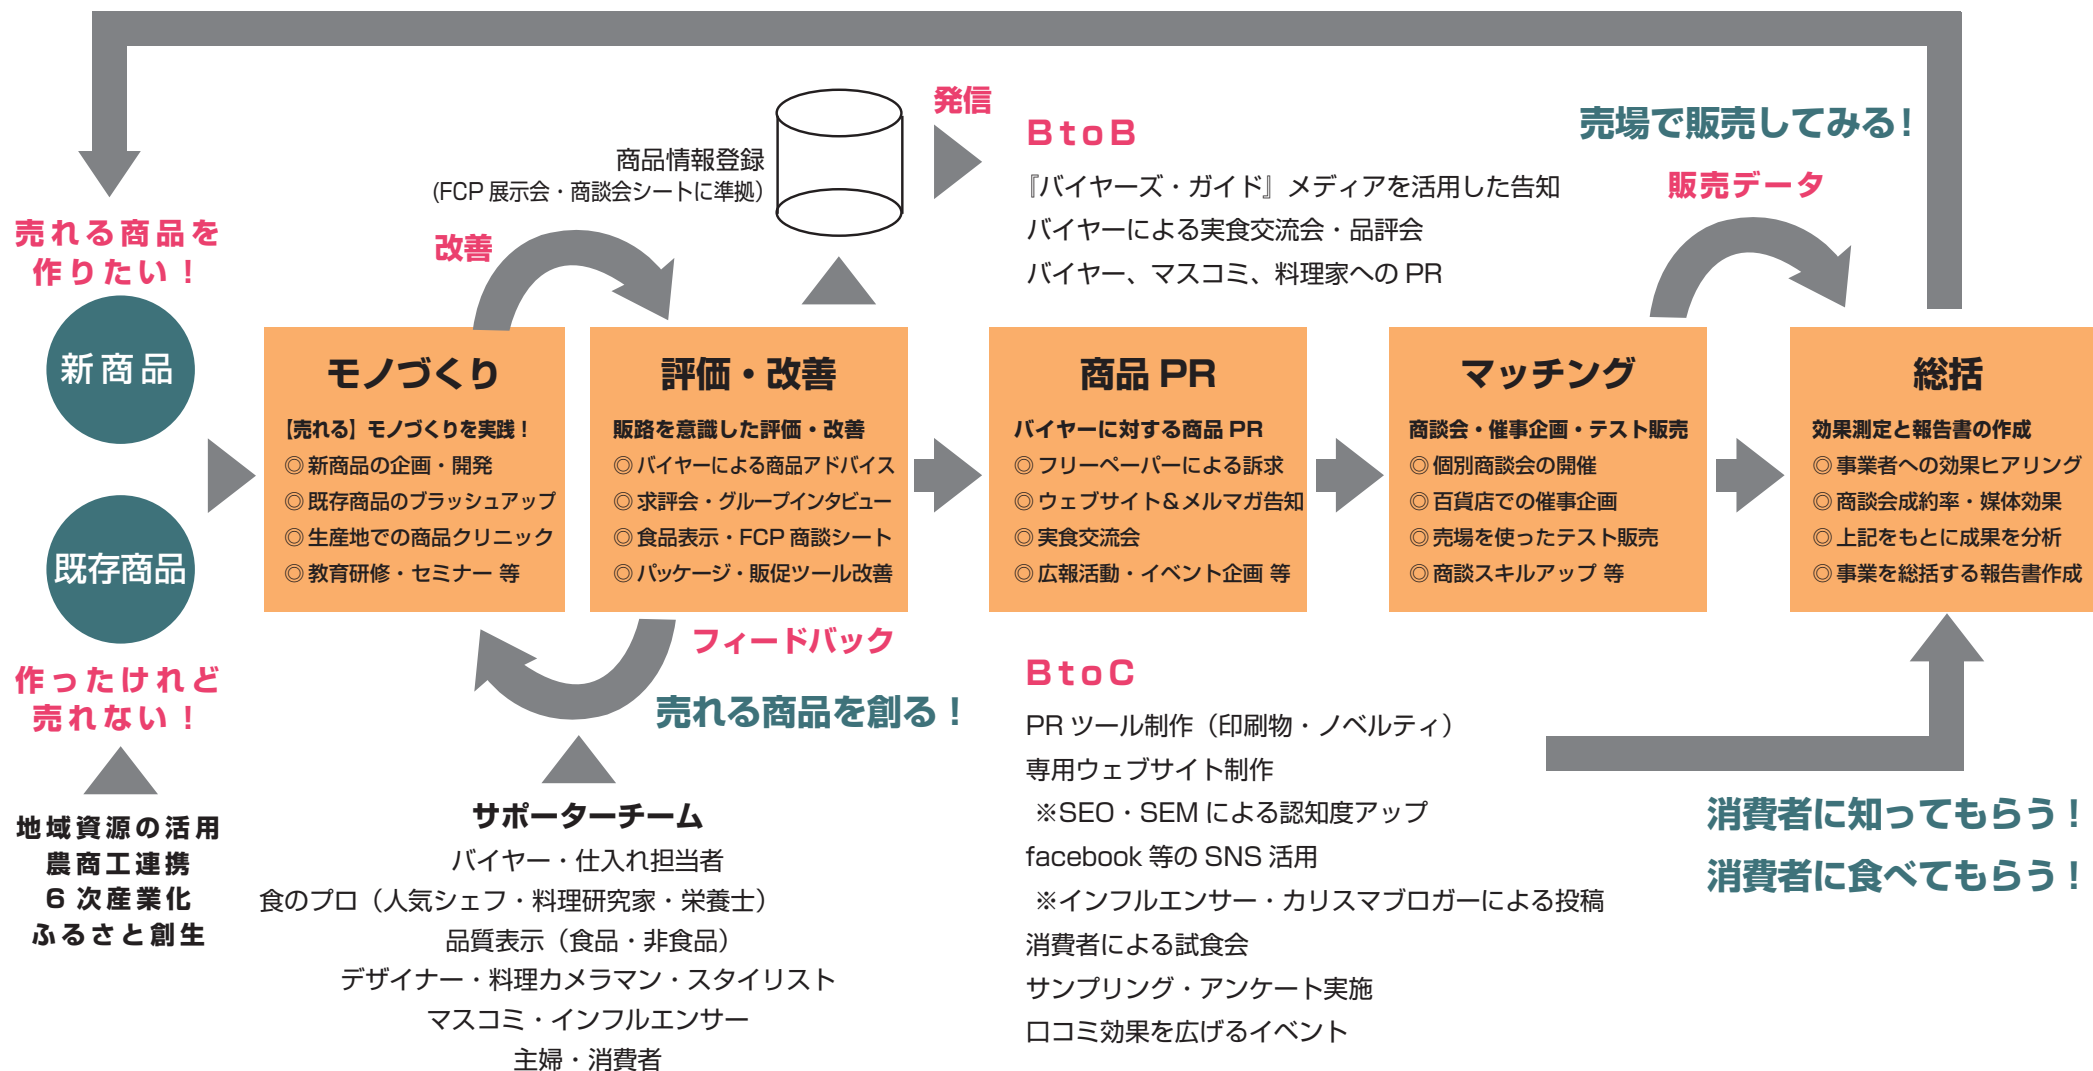 売れる商品を
作りたい！
新商品
既存商品
作ったけれど
売れない！
地域資源の活用
農商工連携
6次産業化
ふるさと創生
改善
商品情報登録
(FCP 展示会・商談会シートに準拠)
発信
BtoB
『バイヤーズ・ガイド』メディアを活用した告知
バイヤーによる実食交流会・品評会
バイヤー、マスコミ、料理家への PR
売場で販売してみる！
販売データ
モノづくり
【売れる】モノづくりを実践！
◎新商品の企画・開発
◎既存商品のブラッシュアップ
◎生産地での商品クリニック
◎教育研修・セミナー 等
評価・改善
販路を意識した評価・改善
◎バイヤーによる商品アドバイス
◎求評会・グループインタビュー
◎食品表示・FCP 商談シート
◎パッケージ・販促ツール改善
商品 PR
バイヤーに対する商品 PR
◎フリーペーパーによる訴求
◎ウェブサイト＆メルマガ告知
◎実食交流会
◎広報活動・イベント企画 等
マッチング
商談会・催事企画・テスト販売
◎個別商談会の開催
◎百貨店での催事企画
◎売場を使ったテスト販売
◎商談スキルアップ 等
総括
効果測定と報告書の作成
◎事業者への効果ヒアリング
◎商談会成約率・媒体効果
◎上記をもとに成果を分析
◎事業を総括する報告書作成
フィードバック
売れる商品を創る！
サポーターチーム
バイヤー・仕入れ担当者
食のプロ（人気シェフ・料理研究家・栄養士）
品質表示（食品・非食品）
デザイナー・料理カメラマン・スタイリスト
マスコミ・インフルエンサー
主婦・消費者
BtoC
PR ツール制作（印刷物・ノベルティ）
専用ウェブサイト制作
※SEO・SEM による認知度アップ
facebook 等の SNS 活用
※インフルエンサー・カリスマブロガーによる投稿
消費者による試食会
サンプリング・アンケート実施
口コミ効果を広げるイベント
消費者に知ってもらう！
消費者に食べてもらう！